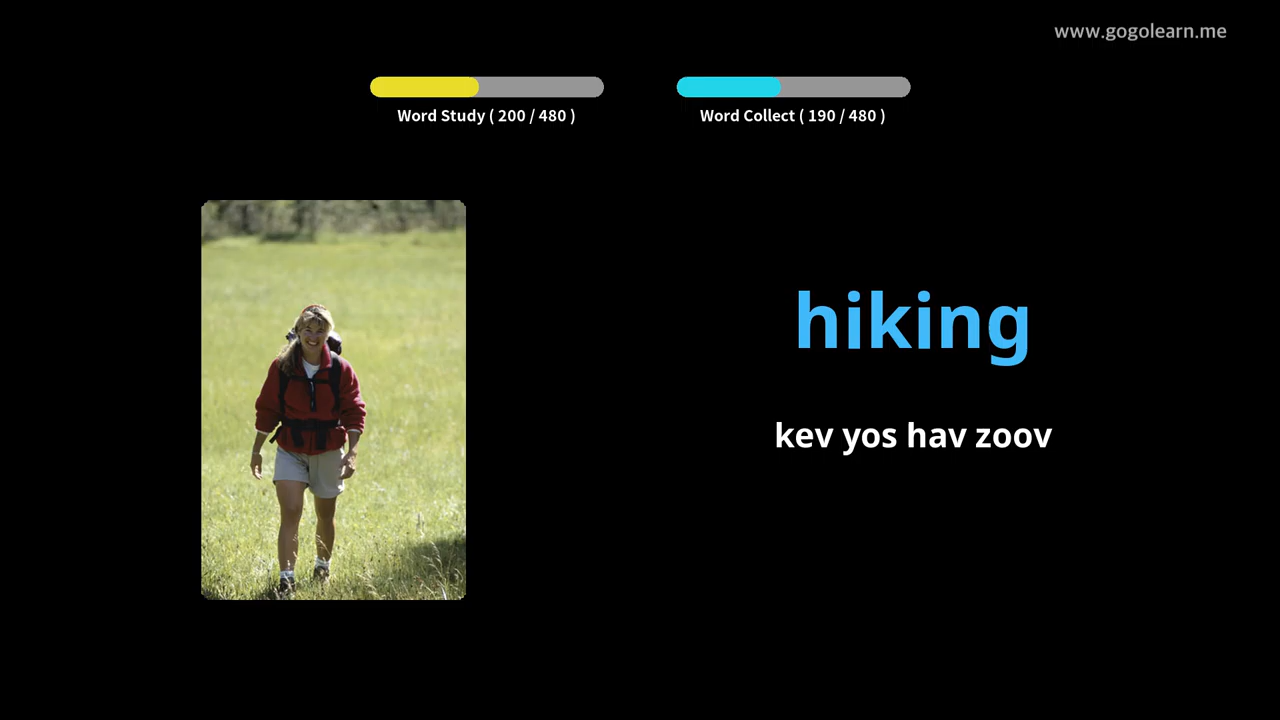 www.gogolearn.me
Word Study ( 200 / 480 )
Word Collect ( 190 / 480 )
hiking
kev yos hav zoov